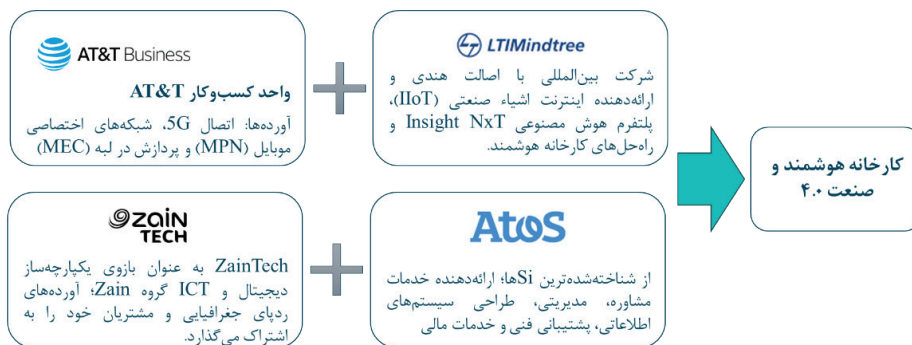 AT&T Business
واحد کسب‌وکار AT&T
آورده‌ها: اتصال 5G، شبکه‌های اختصاصی
موبایل (MPN) و پردازش در لبه (MEC)
LTIMindtree
شرکت بین‌المللی با اصالت هندی و
ارائه‌دهنده اینترنت اشیاء صنعتی (IIoT)،
پلتفرم هوش مصنوعی Insight NxT و
راه‌حل‌های کارخانه هوشمند.
کارخانه هوشمند و
صنعت ۴.۰
zain
TECH
ZainTech به عنوان بازوی یکپارچه‌ساز
دیجیتال و ICT گروه Zain؛ آورده‌های
ردپای جغرافیایی و مشتریان خود را به
اشتراک می‌گذارد.
Atos
از شناخته‌شده‌ترین Siها؛ ارائه‌دهنده خدمات
مشاوره، مدیریتی، طراحی سیستم‌های
اطلاعاتی، پشتیبانی فنی و خدمات مالی